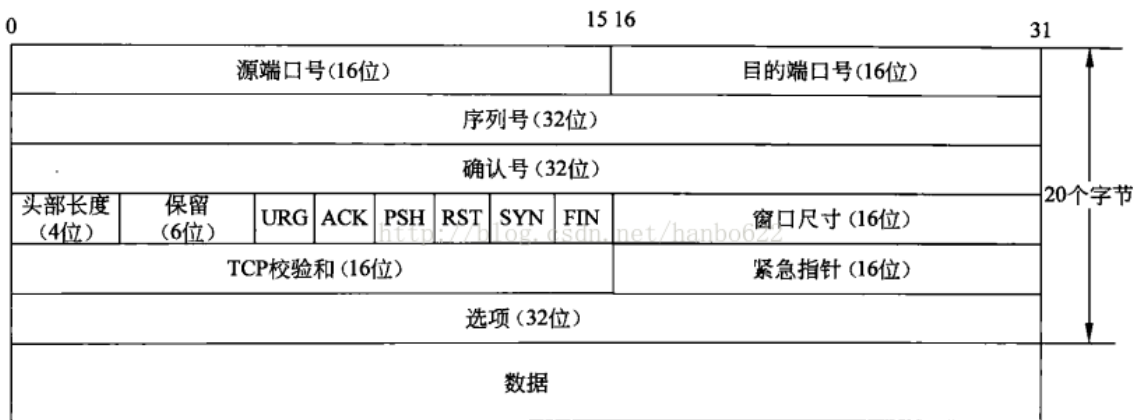 0 15 16 31
源端口号(16位) 目的端口号(16位)
序列号(32位)
确认号(32位)
20个字节
头部长度 (4位) 保留 (6位) URG ACK PSH RST SYN FIN 窗口尺寸(16位)
http://blog.csdn.net/hanbo622
TCP校验和(16位) 紧急指针(16位)
选项(32位)
数据